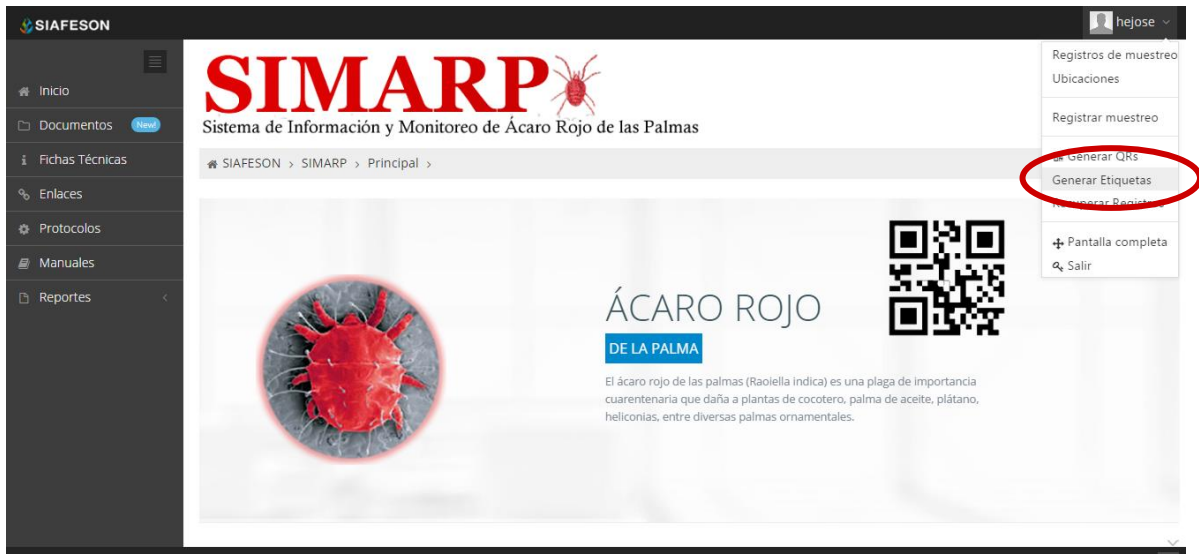 SIAFESON
hejose
Inicio
Documentos New!
Fichas Técnicas
Enlaces
Protocolos
Manuales
Reportes
SIMARP
Sistema de Información y Monitoreo de Ácaro Rojo de las Palmas
SIAFESON > SIMARP > Principal >
Registros de muestreo
Ubicaciones
Registrar muestreo
Generar QRs
Generar Etiquetas
Recuperar Registros
Pantalla completa
Salir
ÁCARO ROJO
DE LA PALMA
El ácaro rojo de las palmas (Raoiella indica) es una plaga de importancia
cuarentenaria que daña a plantas de cocotero, palma de aceite, plátano,
heliconias, entre diversas palmas ornamentales.